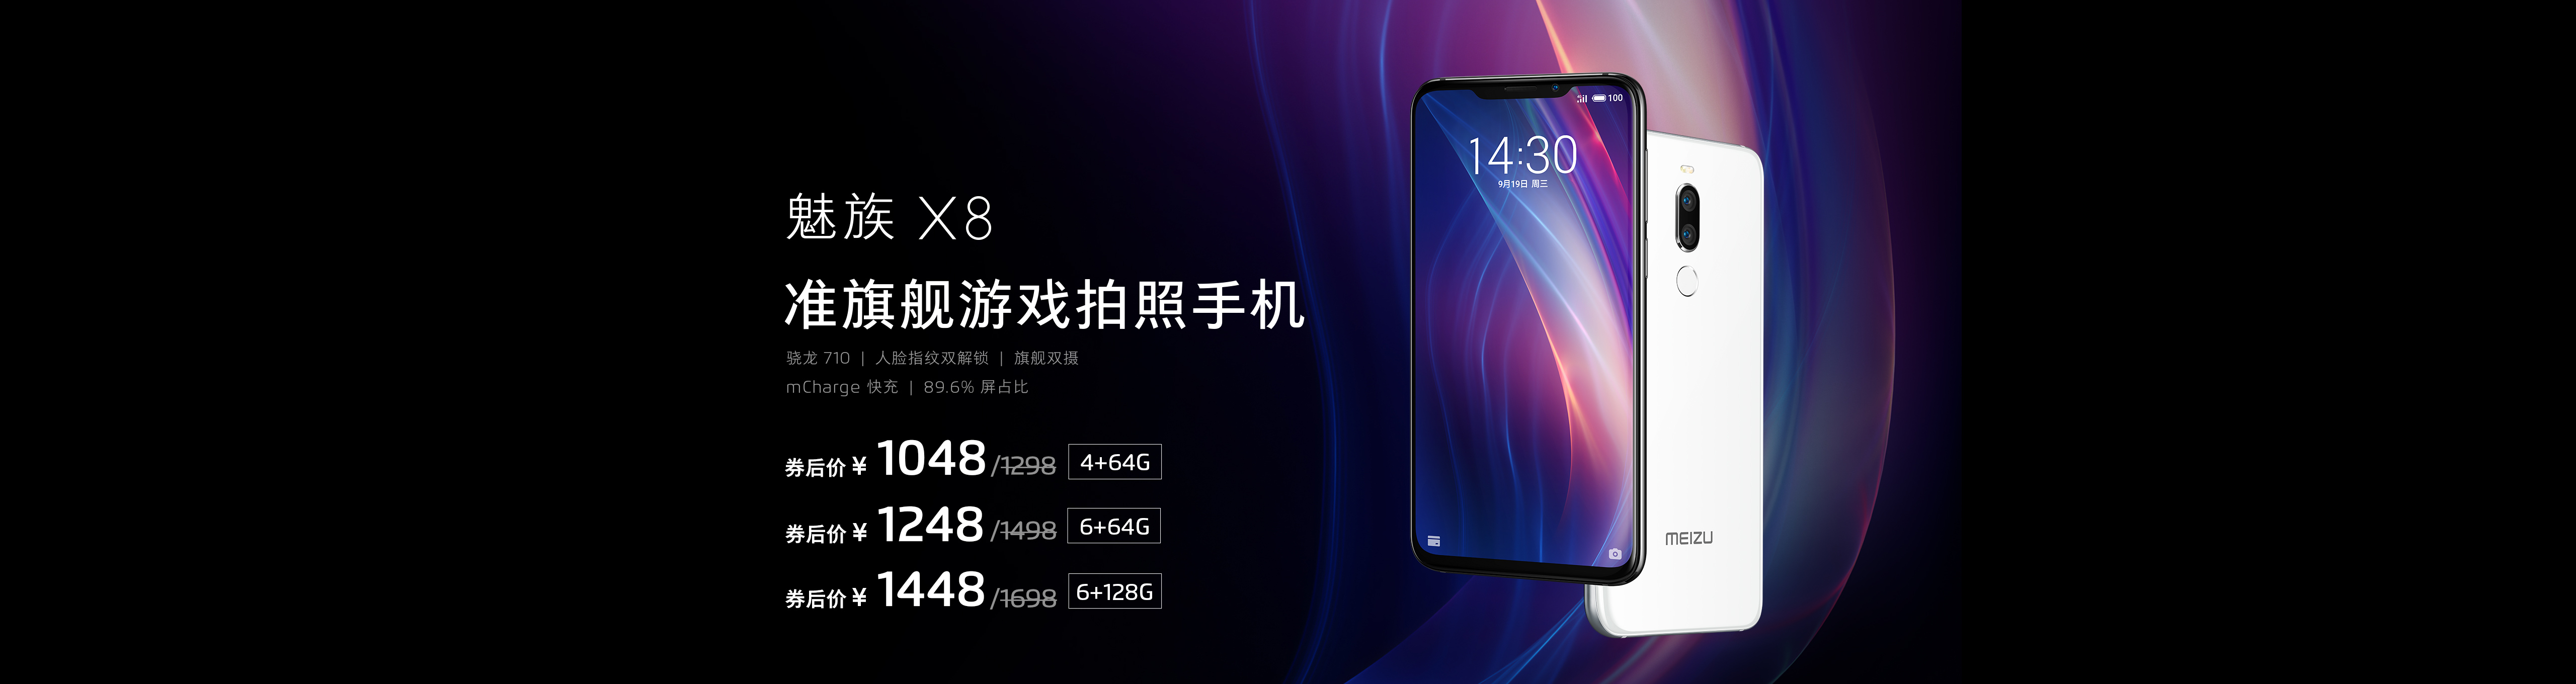 魅族 X8
准旗舰游戏拍照手机
骁龙 710 | 人脸指纹双解锁 | 旗舰双摄
mCharge 快充 | 89.6% 屏占比
券后价 ¥ 1048 /1298 4+64G
券后价 ¥ 1248 /1498 6+64G
券后价 ¥ 1448 /1698 6+128G
100
14:30
9月19日 周三
MEIZU